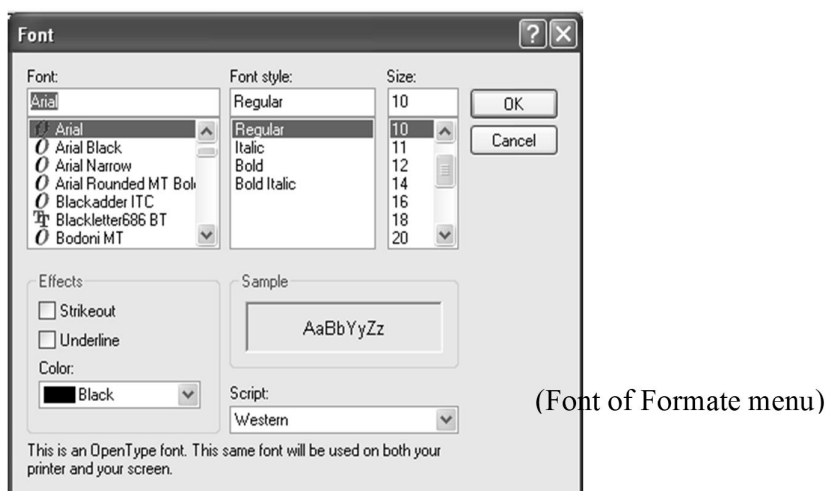 Font
Font:
Font style:
Size:
Arial
Regular
10
OK
Cancel
Arial
Arial Black
Arial Narrow
Arial Rounded MT Bol
Blackadder ITC
Blackletter686 BT
Bodoni MT
Regular
Italic
Bold
Bold Italic
10
11
12
14
16
18
20
Effects
Strikeout
Underline
Color:
Black
Sample
AaBbYyZz
Script:
Western
(Font of Formate menu)
This is an OpenType font. This same font will be used on both your
printer and your screen.